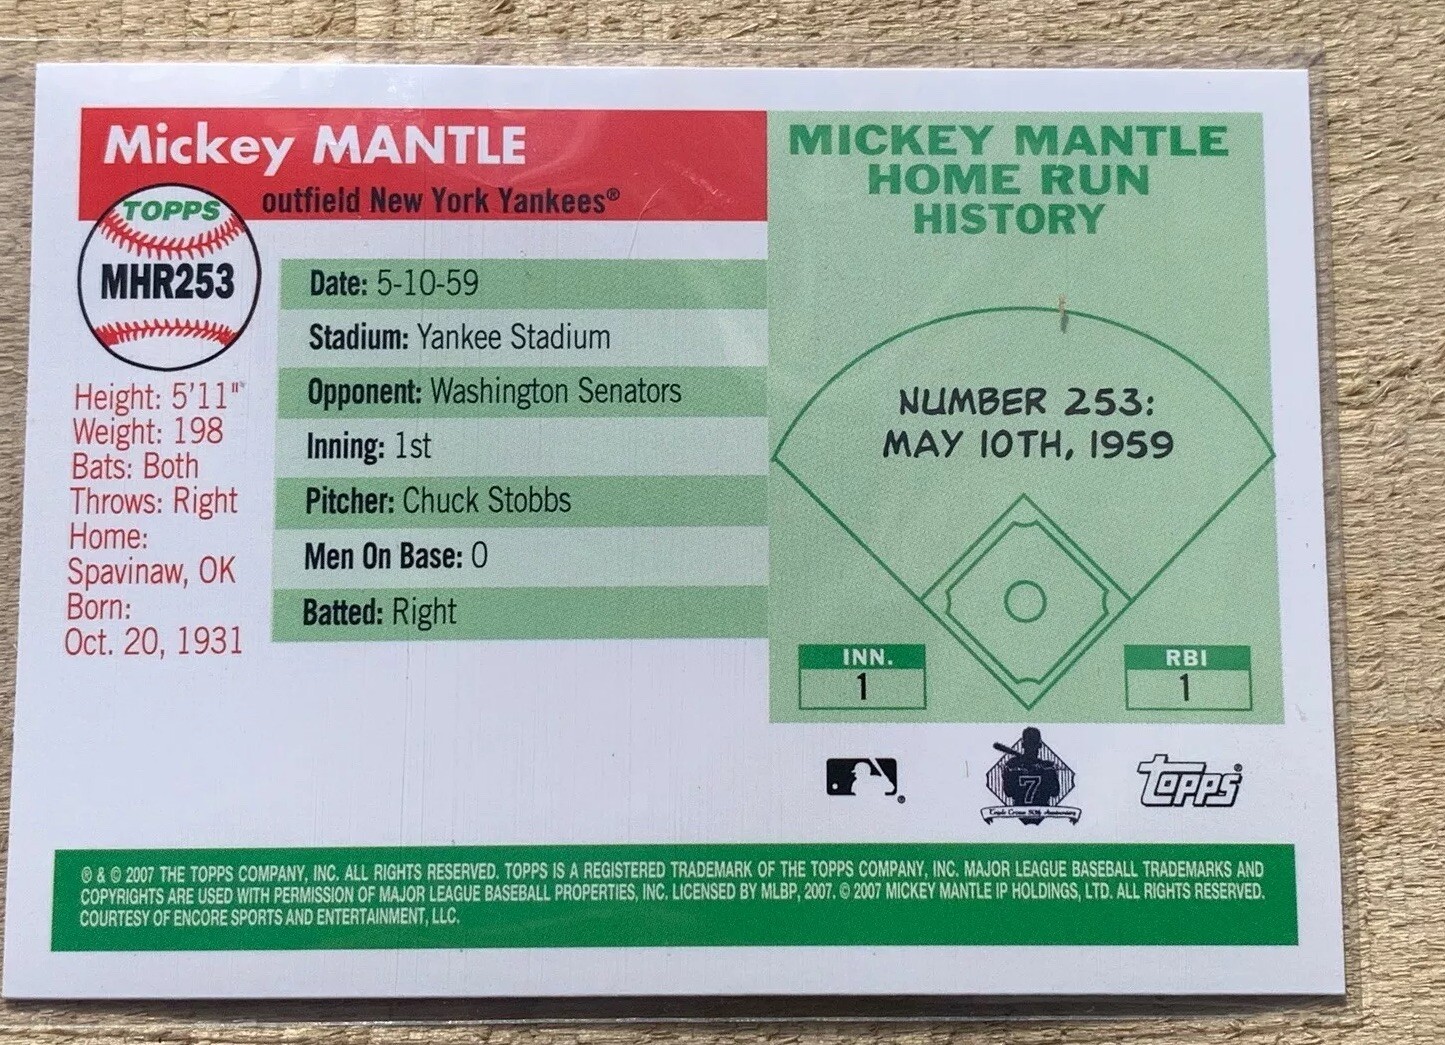 Mickey MANTLE
outfield New York Yankees®
TOPPS
MHR253
Height: 5'11"
Weight: 198
Bats: Both
Throws: Right
Home:
Spavinaw, OK
Born:
Oct. 20, 1931
Date: 5-10-59
Stadium: Yankee Stadium
Opponent: Washington Senators
Inning: 1st
Pitcher: Chuck Stobbs
Men On Base: 0
Batted: Right
MICKEY MANTLE
HOME RUN
HISTORY
NUMBER 253:
MAY 10TH, 1959
INN.
1
RBI
1
®
7
Triple Crown 50th Anniversary
topps®
® & © 2007 THE TOPPS COMPANY, INC. ALL RIGHTS RESERVED. TOPPS IS A REGISTERED TRADEMARK OF THE TOPPS COMPANY, INC. MAJOR LEAGUE BASEBALL TRADEMARKS AND
COPYRIGHTS ARE USED WITH PERMISSION OF MAJOR LEAGUE BASEBALL PROPERTIES, INC. LICENSED BY MLBP, 2007. © 2007 MICKEY MANTLE IP HOLDINGS, LTD. ALL RIGHTS RESERVED.
COURTESY OF ENCORE SPORTS AND ENTERTAINMENT, LLC.